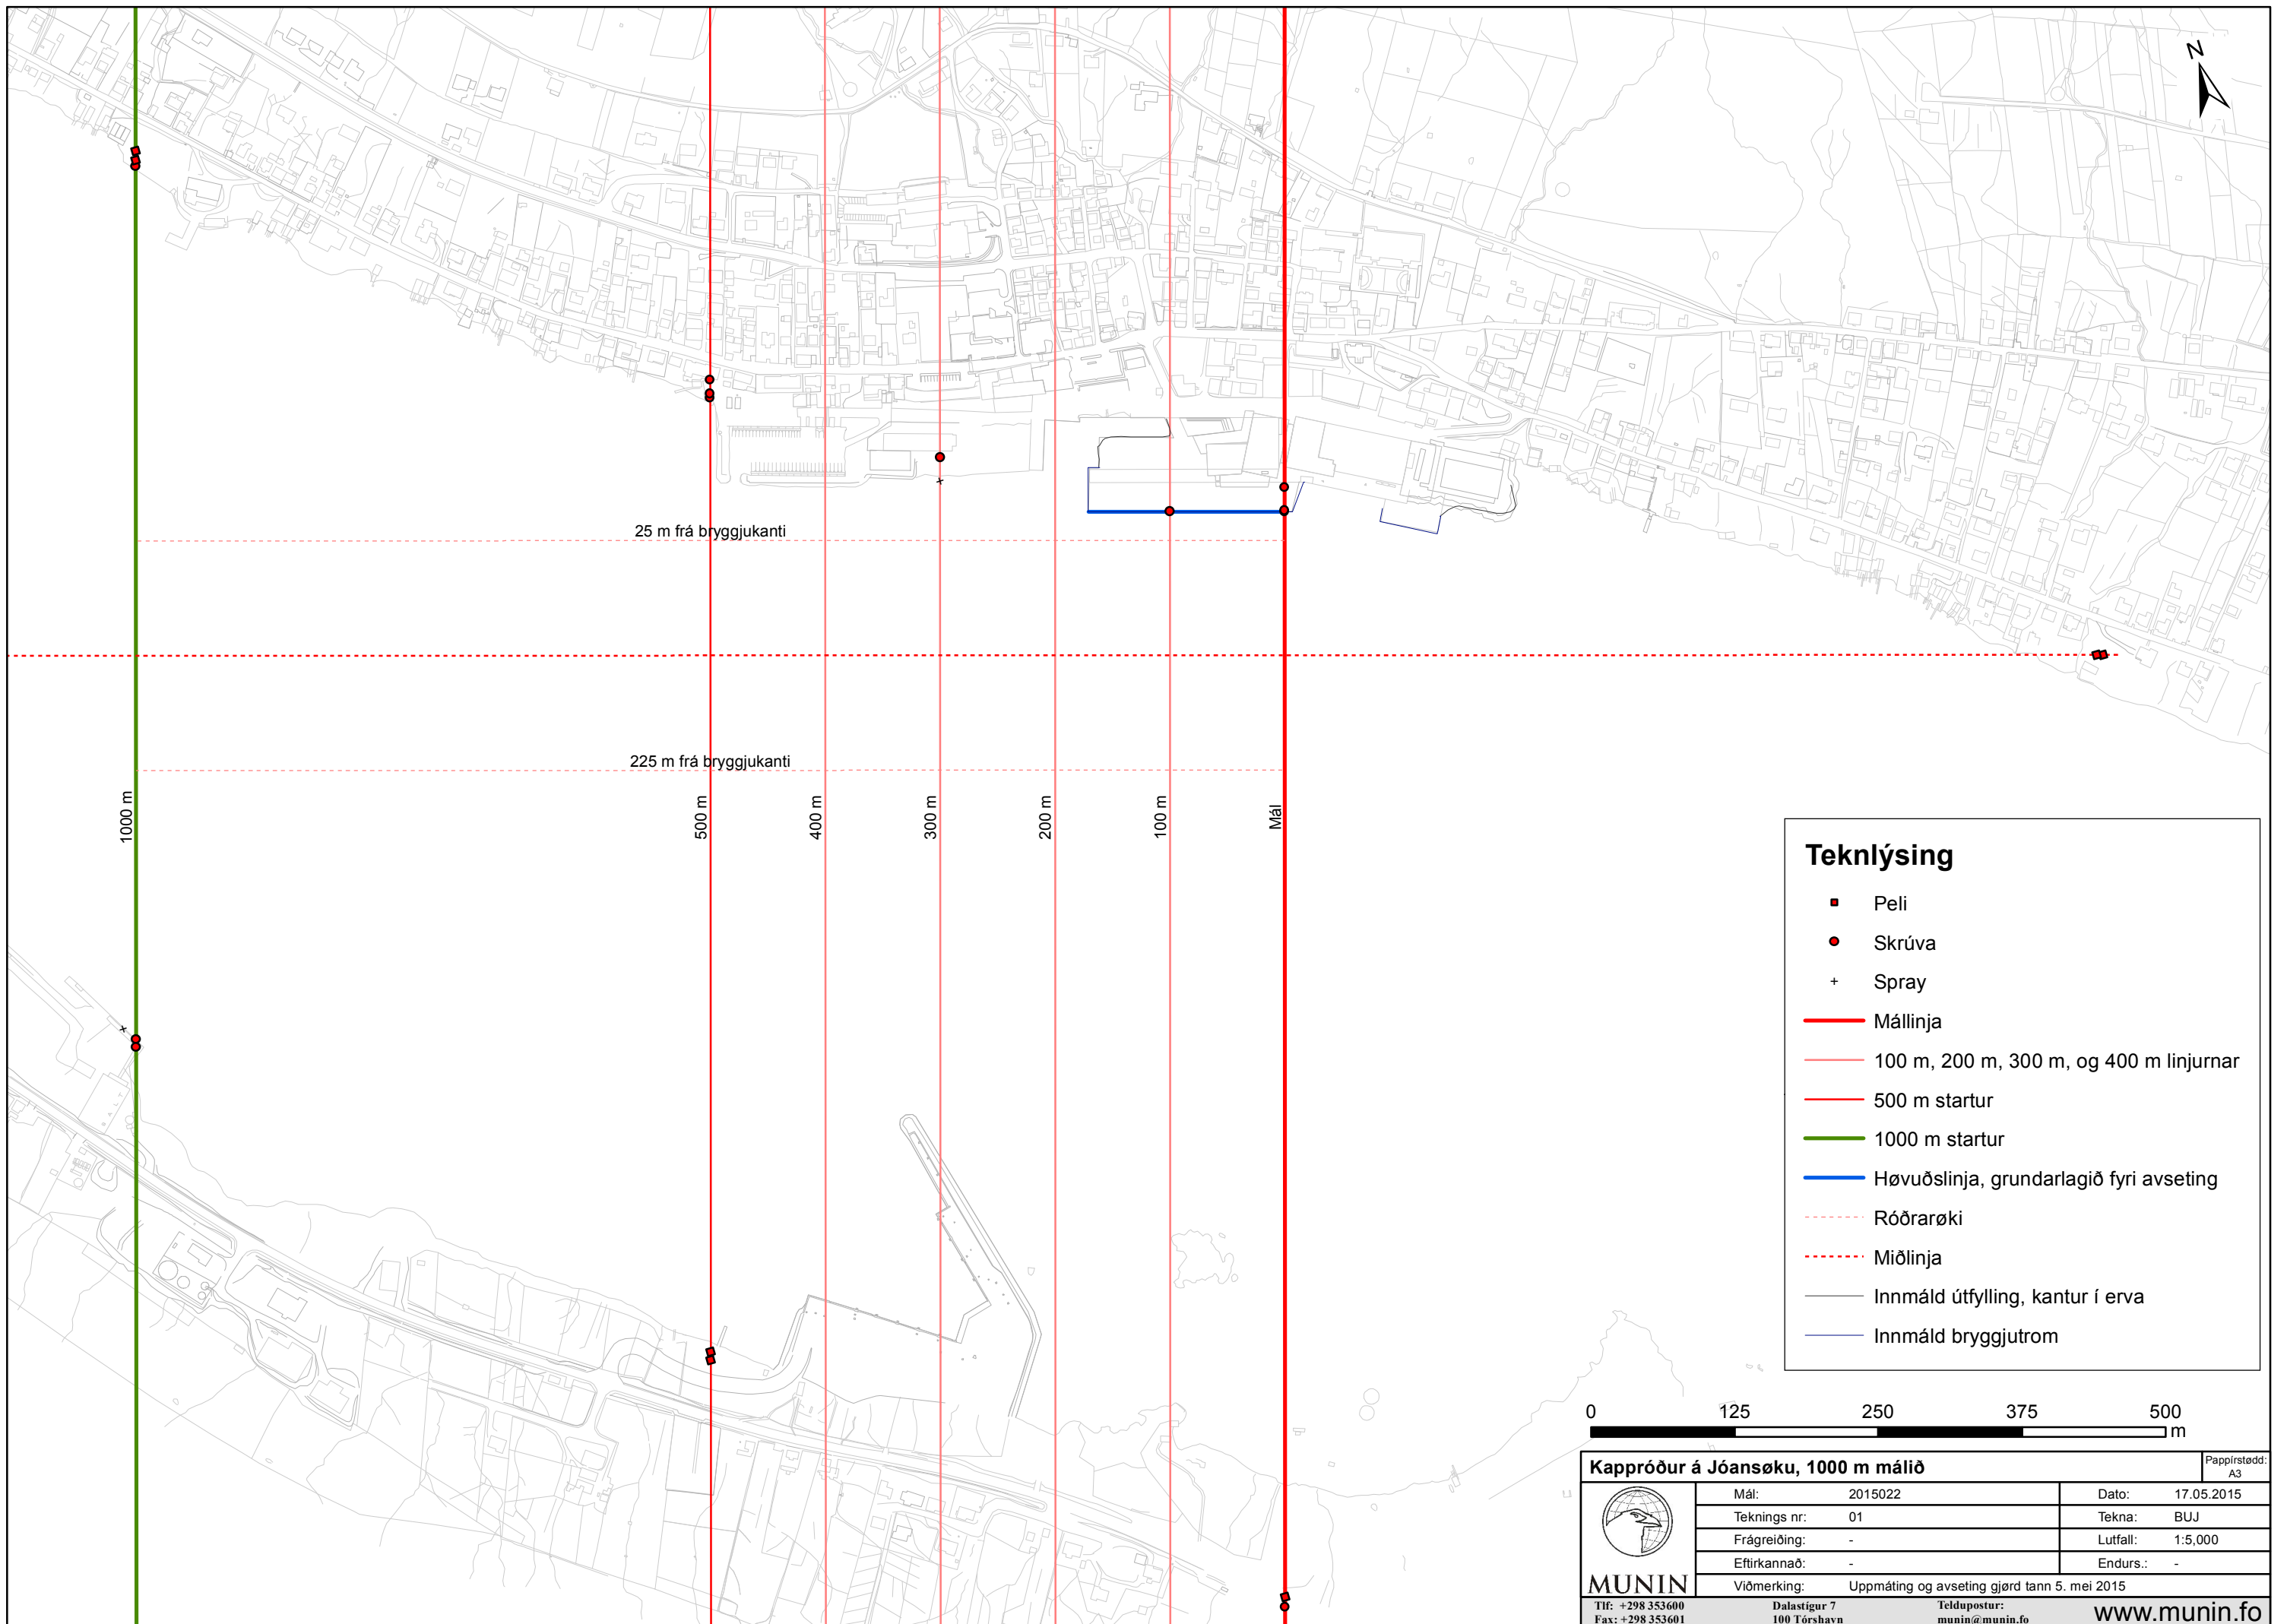 N
25 m frá bryggjukanti
225 m frá bryggjukanti
1000 m
500 m
400 m
300 m
200 m
100 m
Mál
Teknlýsing
Peli
Skrúva
Spray
Mállinja
100 m, 200 m, 300 m, og 400 m linjurnar
500 m startur
1000 m startur
Høvuðslinja, grundarlagið fyri avseting
Róðrarøki
Miðlinja
Innmáld útfylling, kantur í erva
Innmáld bryggjutrom
0 125 250 375 500
m
Kappróður á Jóansøku, 1000 m málið
Pappírstødd:
A3
Mál: 2015022 Dato: 17.05.2015
Teknings nr: 01 Tekna: BUJ
Frágreiðing: - Lutfall: 1:5,000
Eftirkannað: - Endurs.: -
Viðmerking: Uppmáting og avseting gjørd tann 5. mei 2015
MUNIN
Tlf: +298 353600 Dalastígur 7 Teldupostur:
Fax: +298 353601 100 Tórshavn munin@munin.fo
www.munin.fo